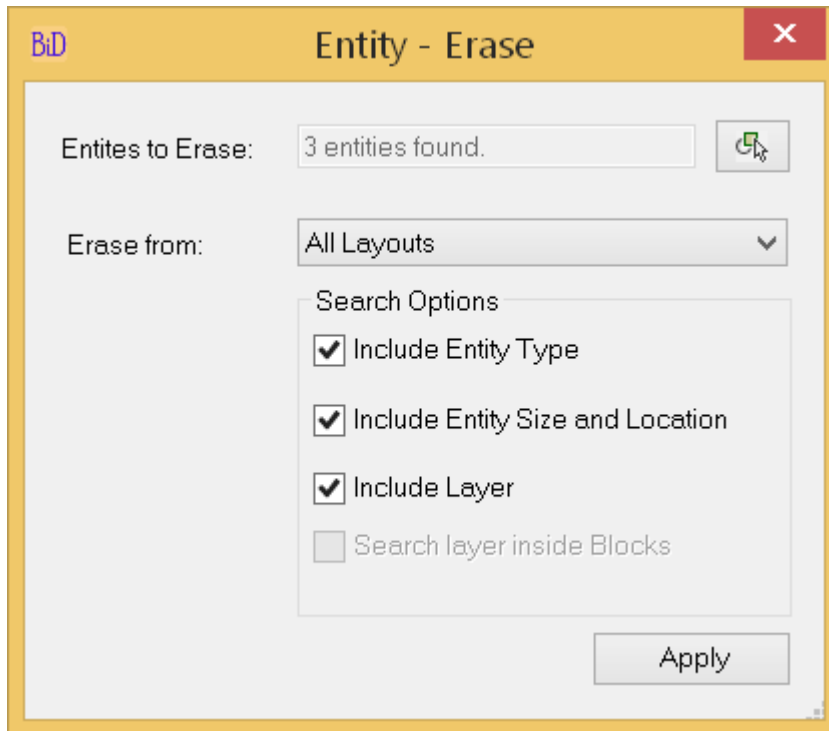 BiD
Entity - Erase
Entites to Erase: 3 entities found.
Erase from: All Layouts
Search Options
Include Entity Type
Include Entity Size and Location
Include Layer
Search layer inside Blocks
Apply